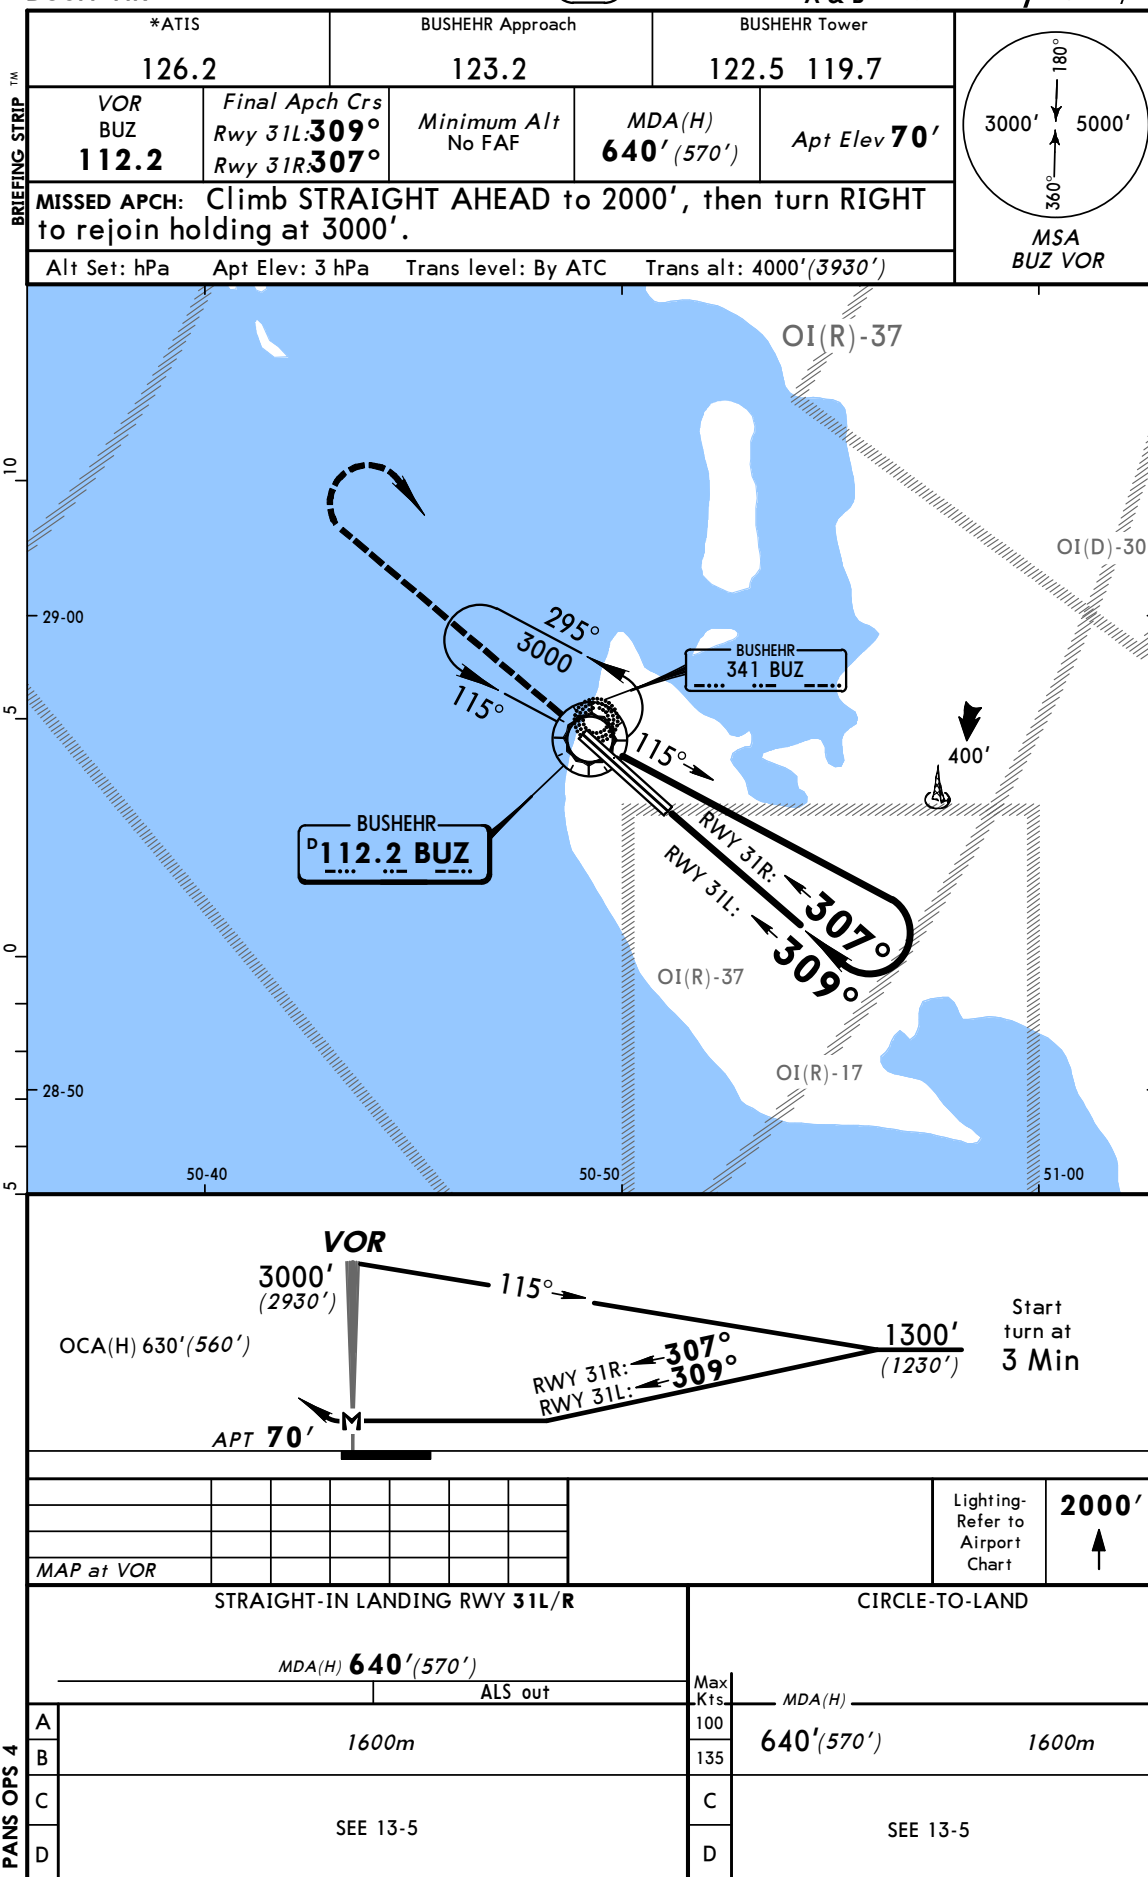 A & B
*ATIS
126.2
BUSHEHR Approach
123.2
BUSHEHR Tower
122.5 119.7
BRIEFING STRIP TM
VOR
BUZ
112.2
Final Apch Crs
Rwy 31L: 309°
Rwy 31R: 307°
Minimum Alt
No FAF
MDA(H)
640' (570')
Apt Elev 70'
MISSED APCH: Climb STRAIGHT AHEAD to 2000', then turn RIGHT
to rejoin holding at 3000'.
Alt Set: hPa Apt Elev: 3 hPa Trans level: By ATC Trans alt: 4000' (3930')
180°
3000' 5000'
360°
MSA
BUZ VOR
OI(R)-37
10
OI(D)-30
29-00
295°
3000
115°
BUSHEHR
341 BUZ
5
115°
400'
BUSHEHR
D 112.2 BUZ
RWY 31R: 307°
RWY 31L: 309°
0
OI(R)-37
OI(R)-17
28-50
5
50-40
50-50
51-00
VOR
3000'
(2930')
115°
OCA(H) 630' (560')
RWY 31R: 307°
RWY 31L: 309°
1300'
(1230')
Start
turn at
3 Min
M
APT 70'
MAP at VOR
Lighting-
Refer to
Airport
Chart
2000'
STRAIGHT-IN LANDING RWY 31L/R
CIRCLE-TO-LAND
MDA(H) 640' (570')
ALS out
Max
Kts
MDA(H)
A
B
1600m
100
135
640' (570')
1600m
C
D
SEE 13-5
C
D
SEE 13-5
PANS OPS 4